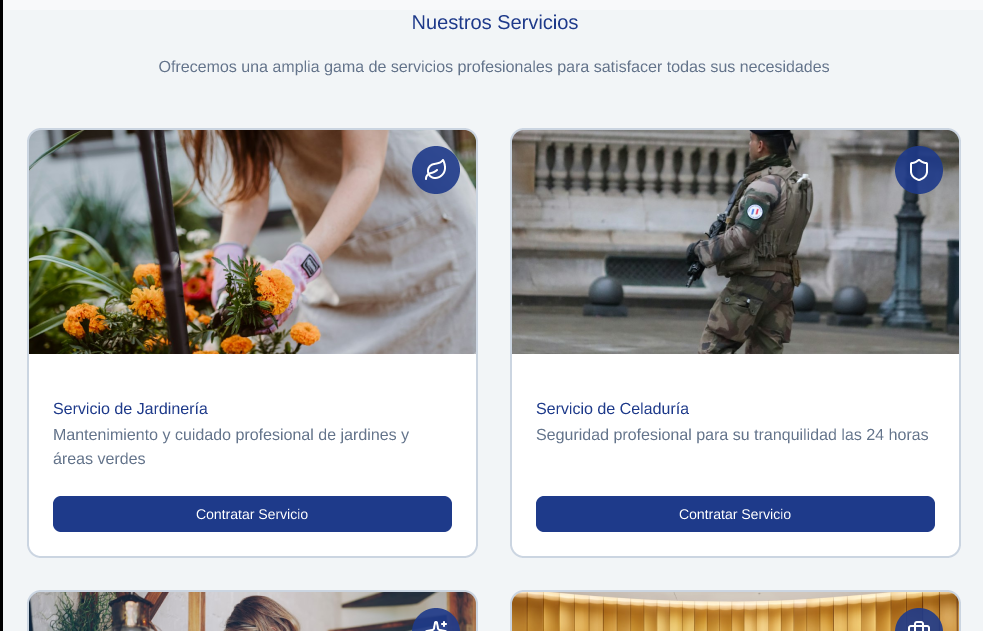 Nuestros Servicios
Ofrecemos una amplia gama de servicios profesionales para satisfacer todas sus necesidades
Servicio de Jardinería
Mantenimiento y cuidado profesional de jardines y
áreas verdes
Contratar Servicio
Servicio de Celaduría
Seguridad profesional para su tranquilidad las 24 horas
Contratar Servicio